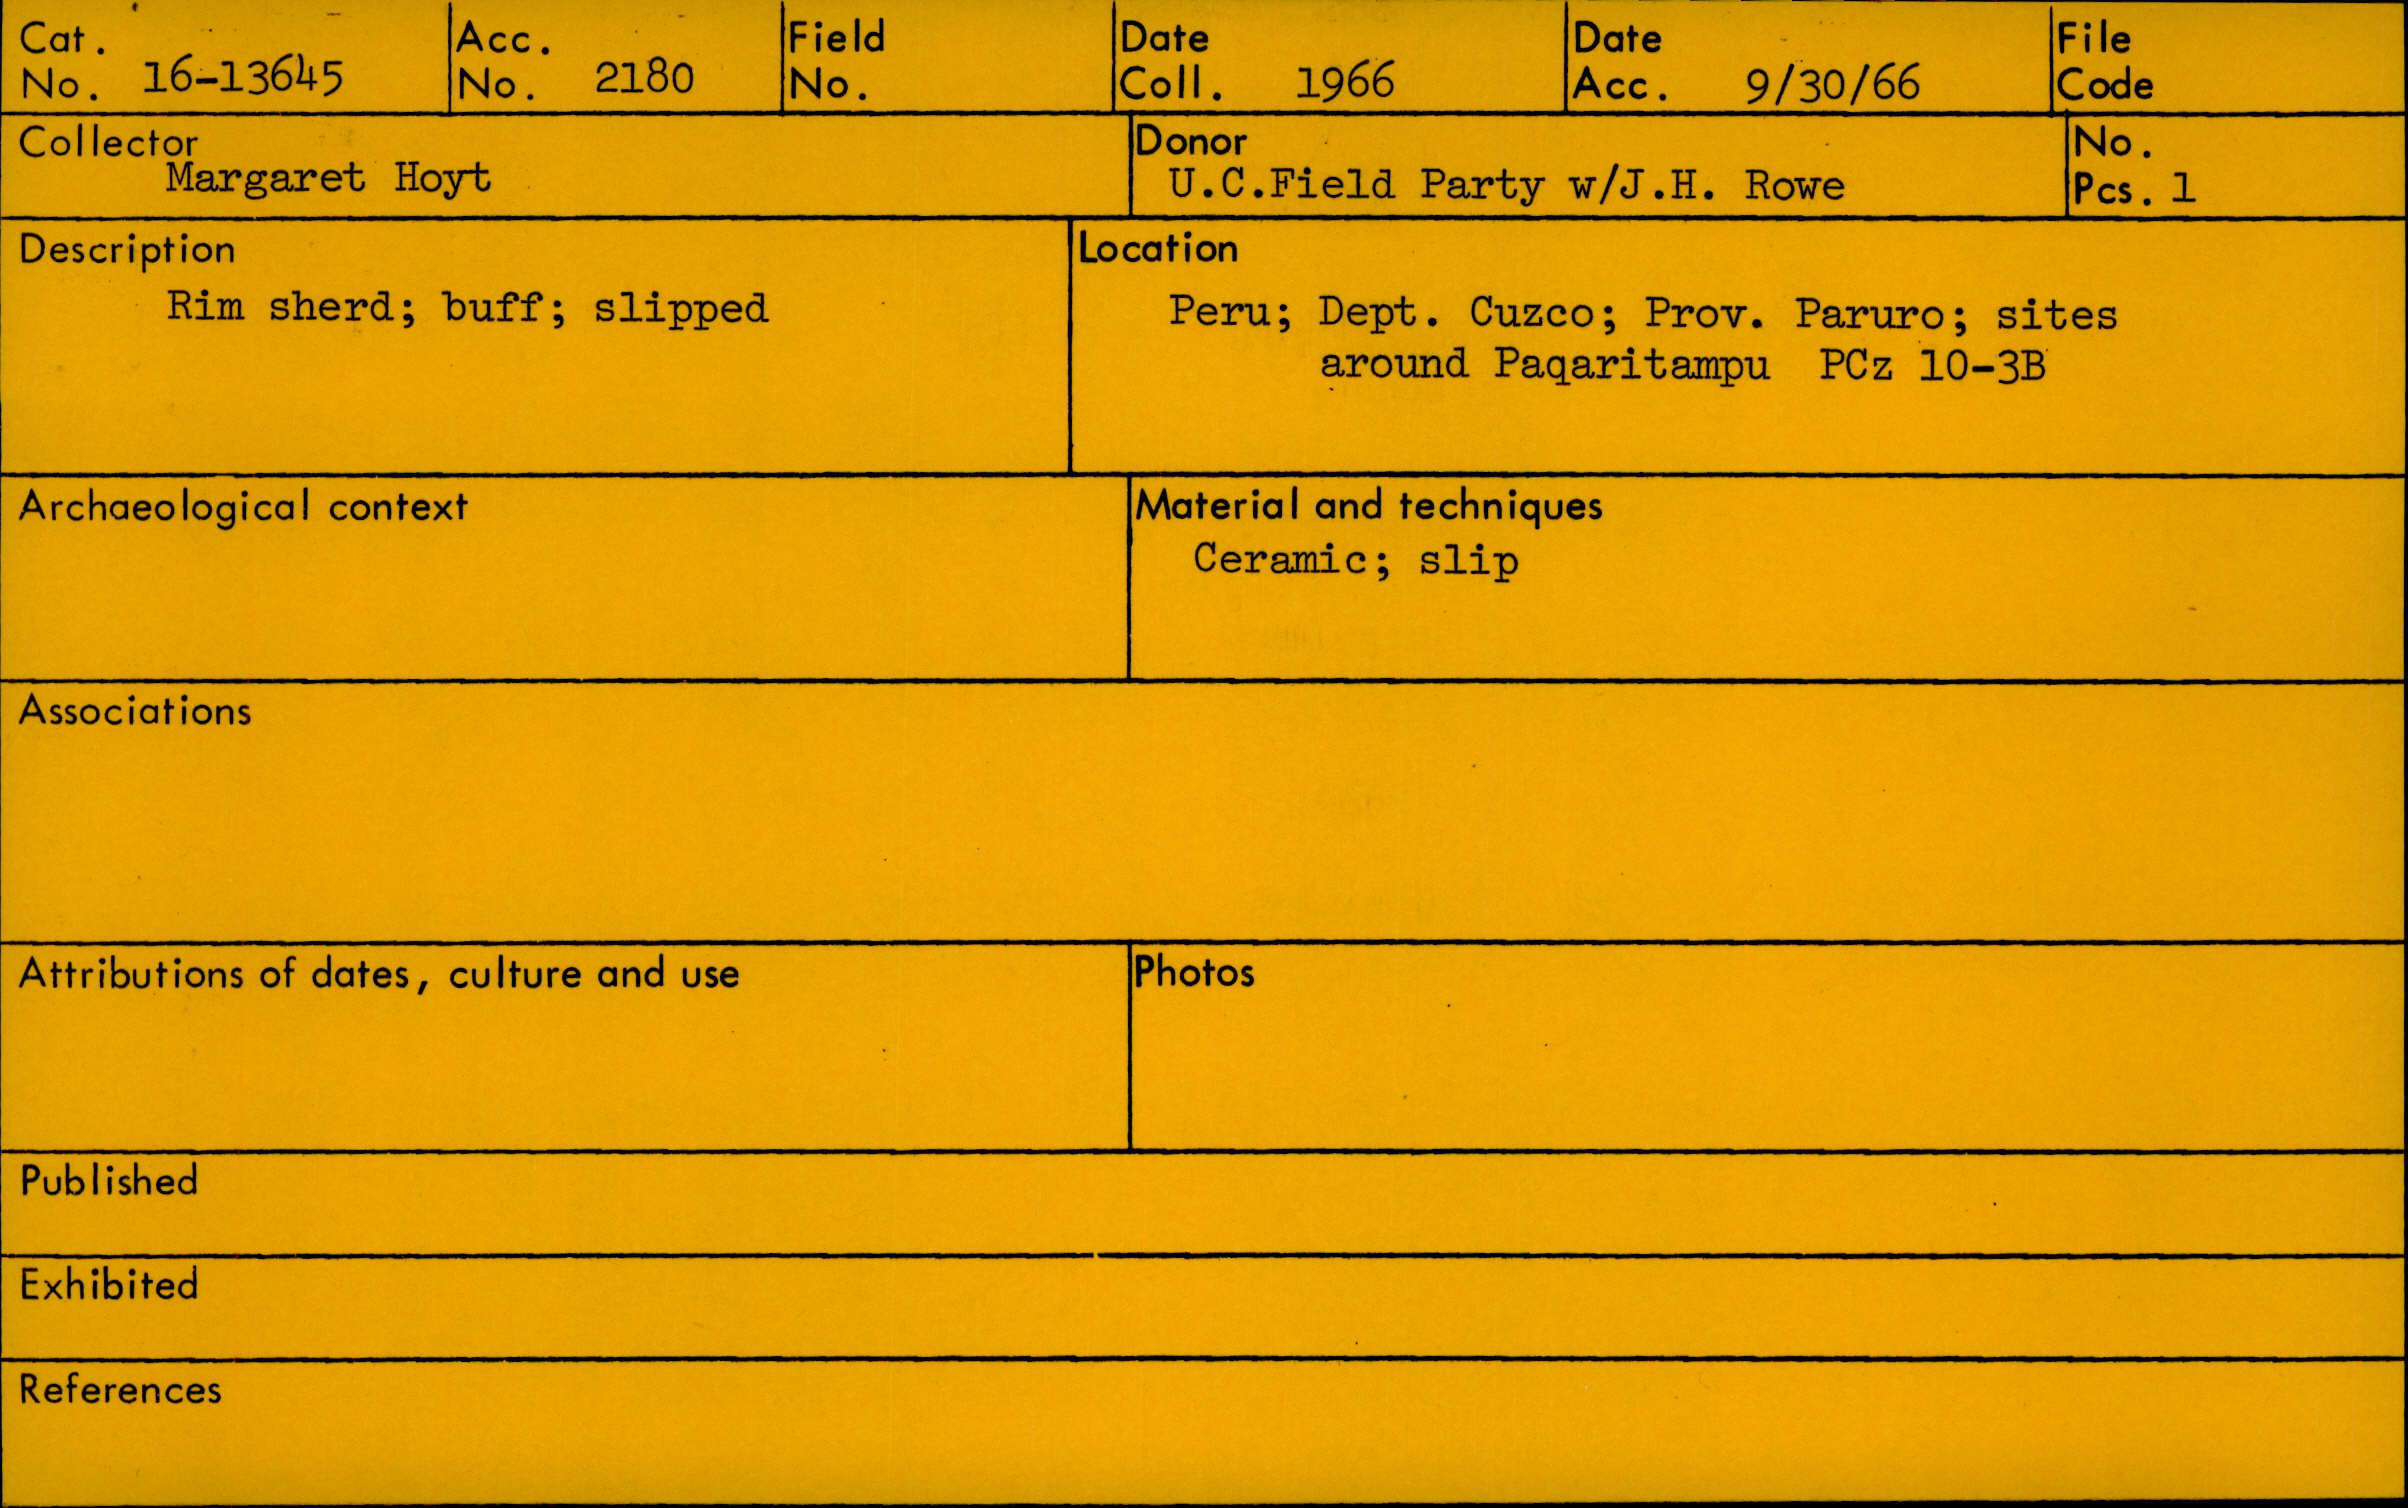 Cat. No. 16-13645
Acc. No. 2180
Field No.
Date Coll. 1966
Date Acc. 9/30/66
File Code
Collector
Margaret Hoyt
Donor
U.C.Field Party w/J.H. Rowe
No. Pcs. 1
Description
Rim sherd; buff; slipped
Location
Peru; Dept. Cuzco; Prov. Paruro; sites
around Paqaritampu PCz 10-3B
Archaeological context
Material and techniques
Ceramic; slip
Associations
Attributions of dates, culture and use
Photos
Published
Exhibited
References